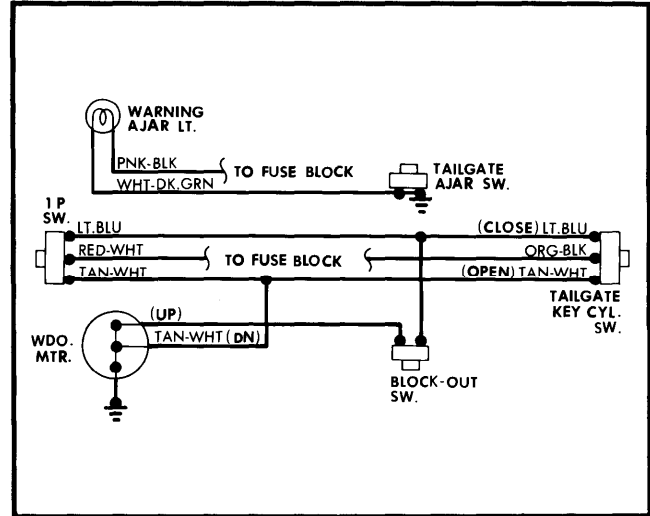 WARNING
AJAR LT.
PNK-BLK
TO FUSE BLOCK
WHT-DK.GRN
TAILGATE
AJAR SW.
1P
SW.
LT.BLU
(CLOSE) LT.BLU
RED-WHT
TO FUSE BLOCK
ORG-BLK
TAN-WHT
(OPEN) TAN-WHT
TAILGATE
KEY CYL.
SW.
(UP)
TAN-WHT (DN)
WDO.
MTR.
BLOCK-OUT
SW.